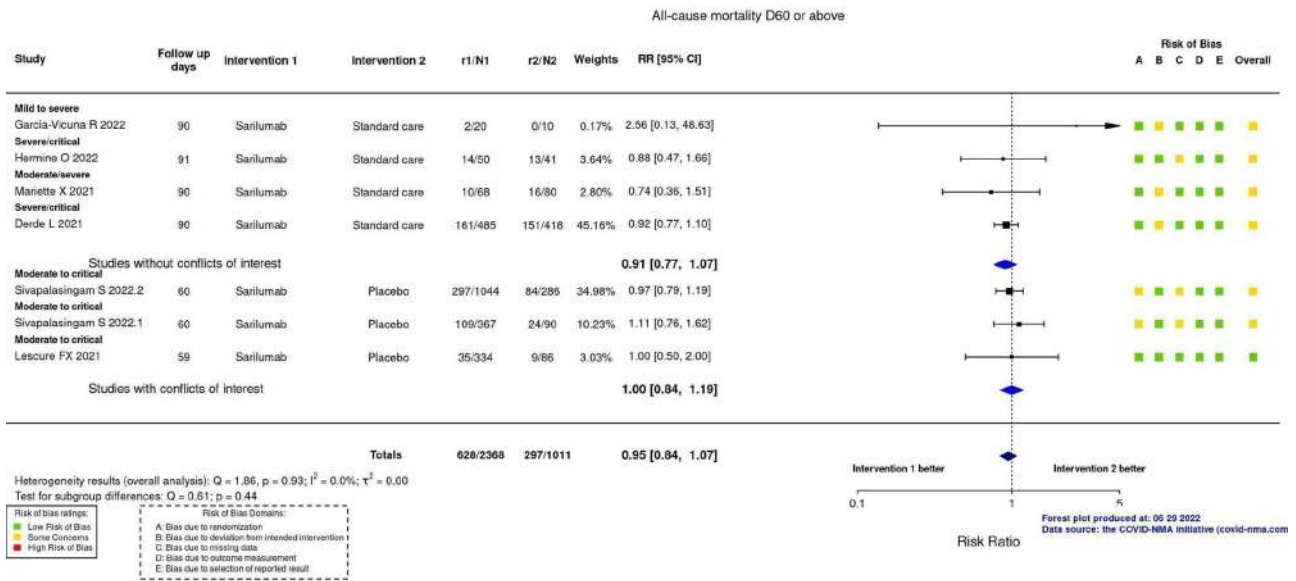 All-cause mortality D60 or above
Risk of Bias
Study Follow up days Intervention 1 Intervention 2 r1/N1 r2/N2 Weights RR [95% CI] A B C D E Overall
Mild to severe
Garcia-Vicuna R 2022 90 Sarilumab Standard care 2/20 0/10 0.17% 2.56 [0.13, 48.63]
Severe/critical
Hermine O 2022 91 Sarilumab Standard care 14/50 13/41 3.64% 0.88 [0.47, 1.66]
Moderate/severe
Mariette X 2021 90 Sarilumab Standard care 10/68 16/80 2.80% 0.74 [0.36, 1.51]
Severe/critical
Derde L 2021 90 Sarilumab Standard care 161/485 151/418 45.16% 0.92 [0.77, 1.10]
Studies without conflicts of interest 0.91 [0.77, 1.07]
Moderate to critical
Sivapalasingam S 2022.2 60 Sarilumab Placebo 297/1044 84/286 34.98% 0.97 [0.79, 1.19]
Moderate to critical
Sivapalasingam S 2022.1 60 Sarilumab Placebo 109/367 24/90 10.23% 1.11 [0.76, 1.62]
Moderate to critical
Lescure FX 2021 59 Sarilumab Placebo 35/334 9/86 3.03% 1.00 [0.50, 2.00]
Studies with conflicts of interest 1.00 [0.84, 1.19]
Totals 628/2368 297/1011 0.95 [0.84, 1.07]
Intervention 1 better Intervention 2 better
Heterogeneity results (overall analysis): Q = 1.86, p = 0.93; I² = 0.0%; τ² = 0.00
Test for subgroup differences: Q = 0.61; p = 0.44
0.1 1 5
Risk Ratio
Forest plot produced at: 06 29 2022
Data source: the COVID-NMA initiative (covid-nma.com
Risk of bias ratings:
Low Risk of Bias
Some Concerns
High Risk of Bias
Risk of Bias Domains:
A: Bias due to randomization
B: Bias due to deviation from intended intervention
C: Bias due to missing data
D: Bias due to outcome measurement
E: Bias due to selection of reported result